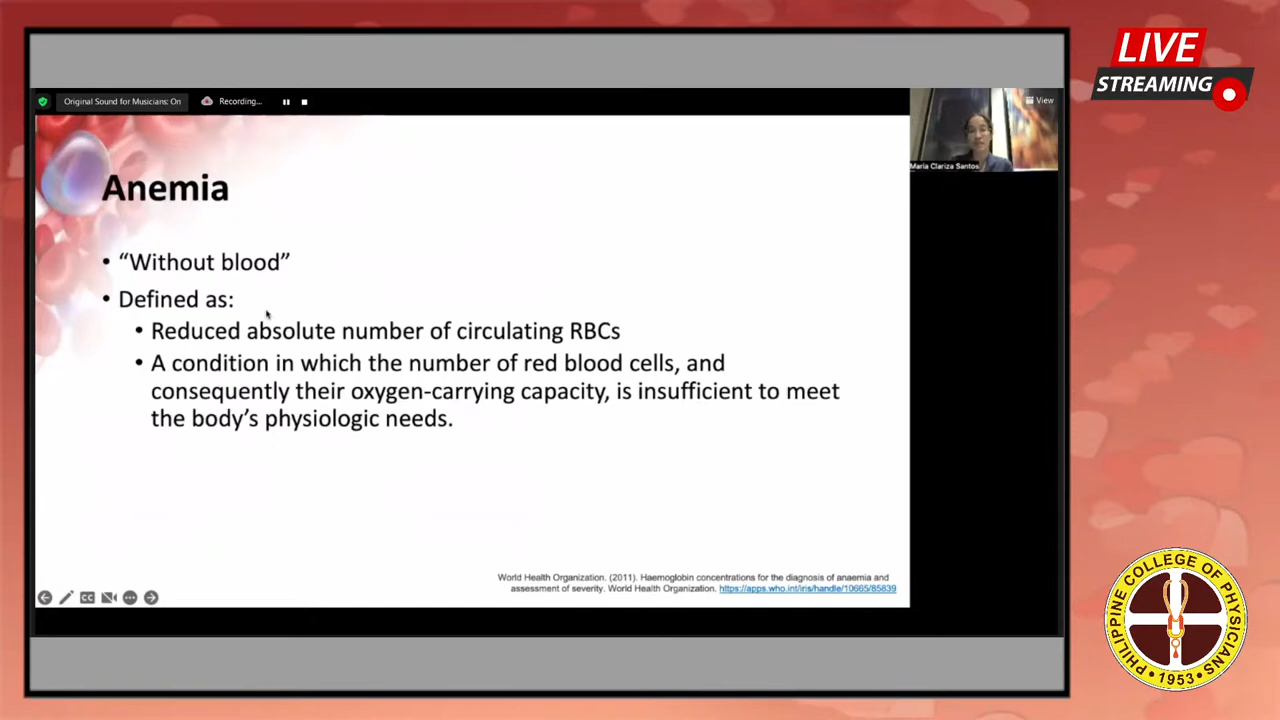 LIVE
STREAMING
Original Sound for Musicians: On
Recording...
View
Maria Clariza Santos
Anemia
• “Without blood”
• Defined as:
• Reduced absolute number of circulating RBCs
• A condition in which the number of red blood cells, and
consequently their oxygen-carrying capacity, is insufficient to meet
the body’s physiologic needs.
World Health Organization. (2011). Haemoglobin concentrations for the diagnosis of anaemia and
assessment of severity. World Health Organization. https://apps.who.int/iris/handle/10665/85839
CC
PHILIPPINE COLLEGE OF PHYSICIANS
• 1953 •